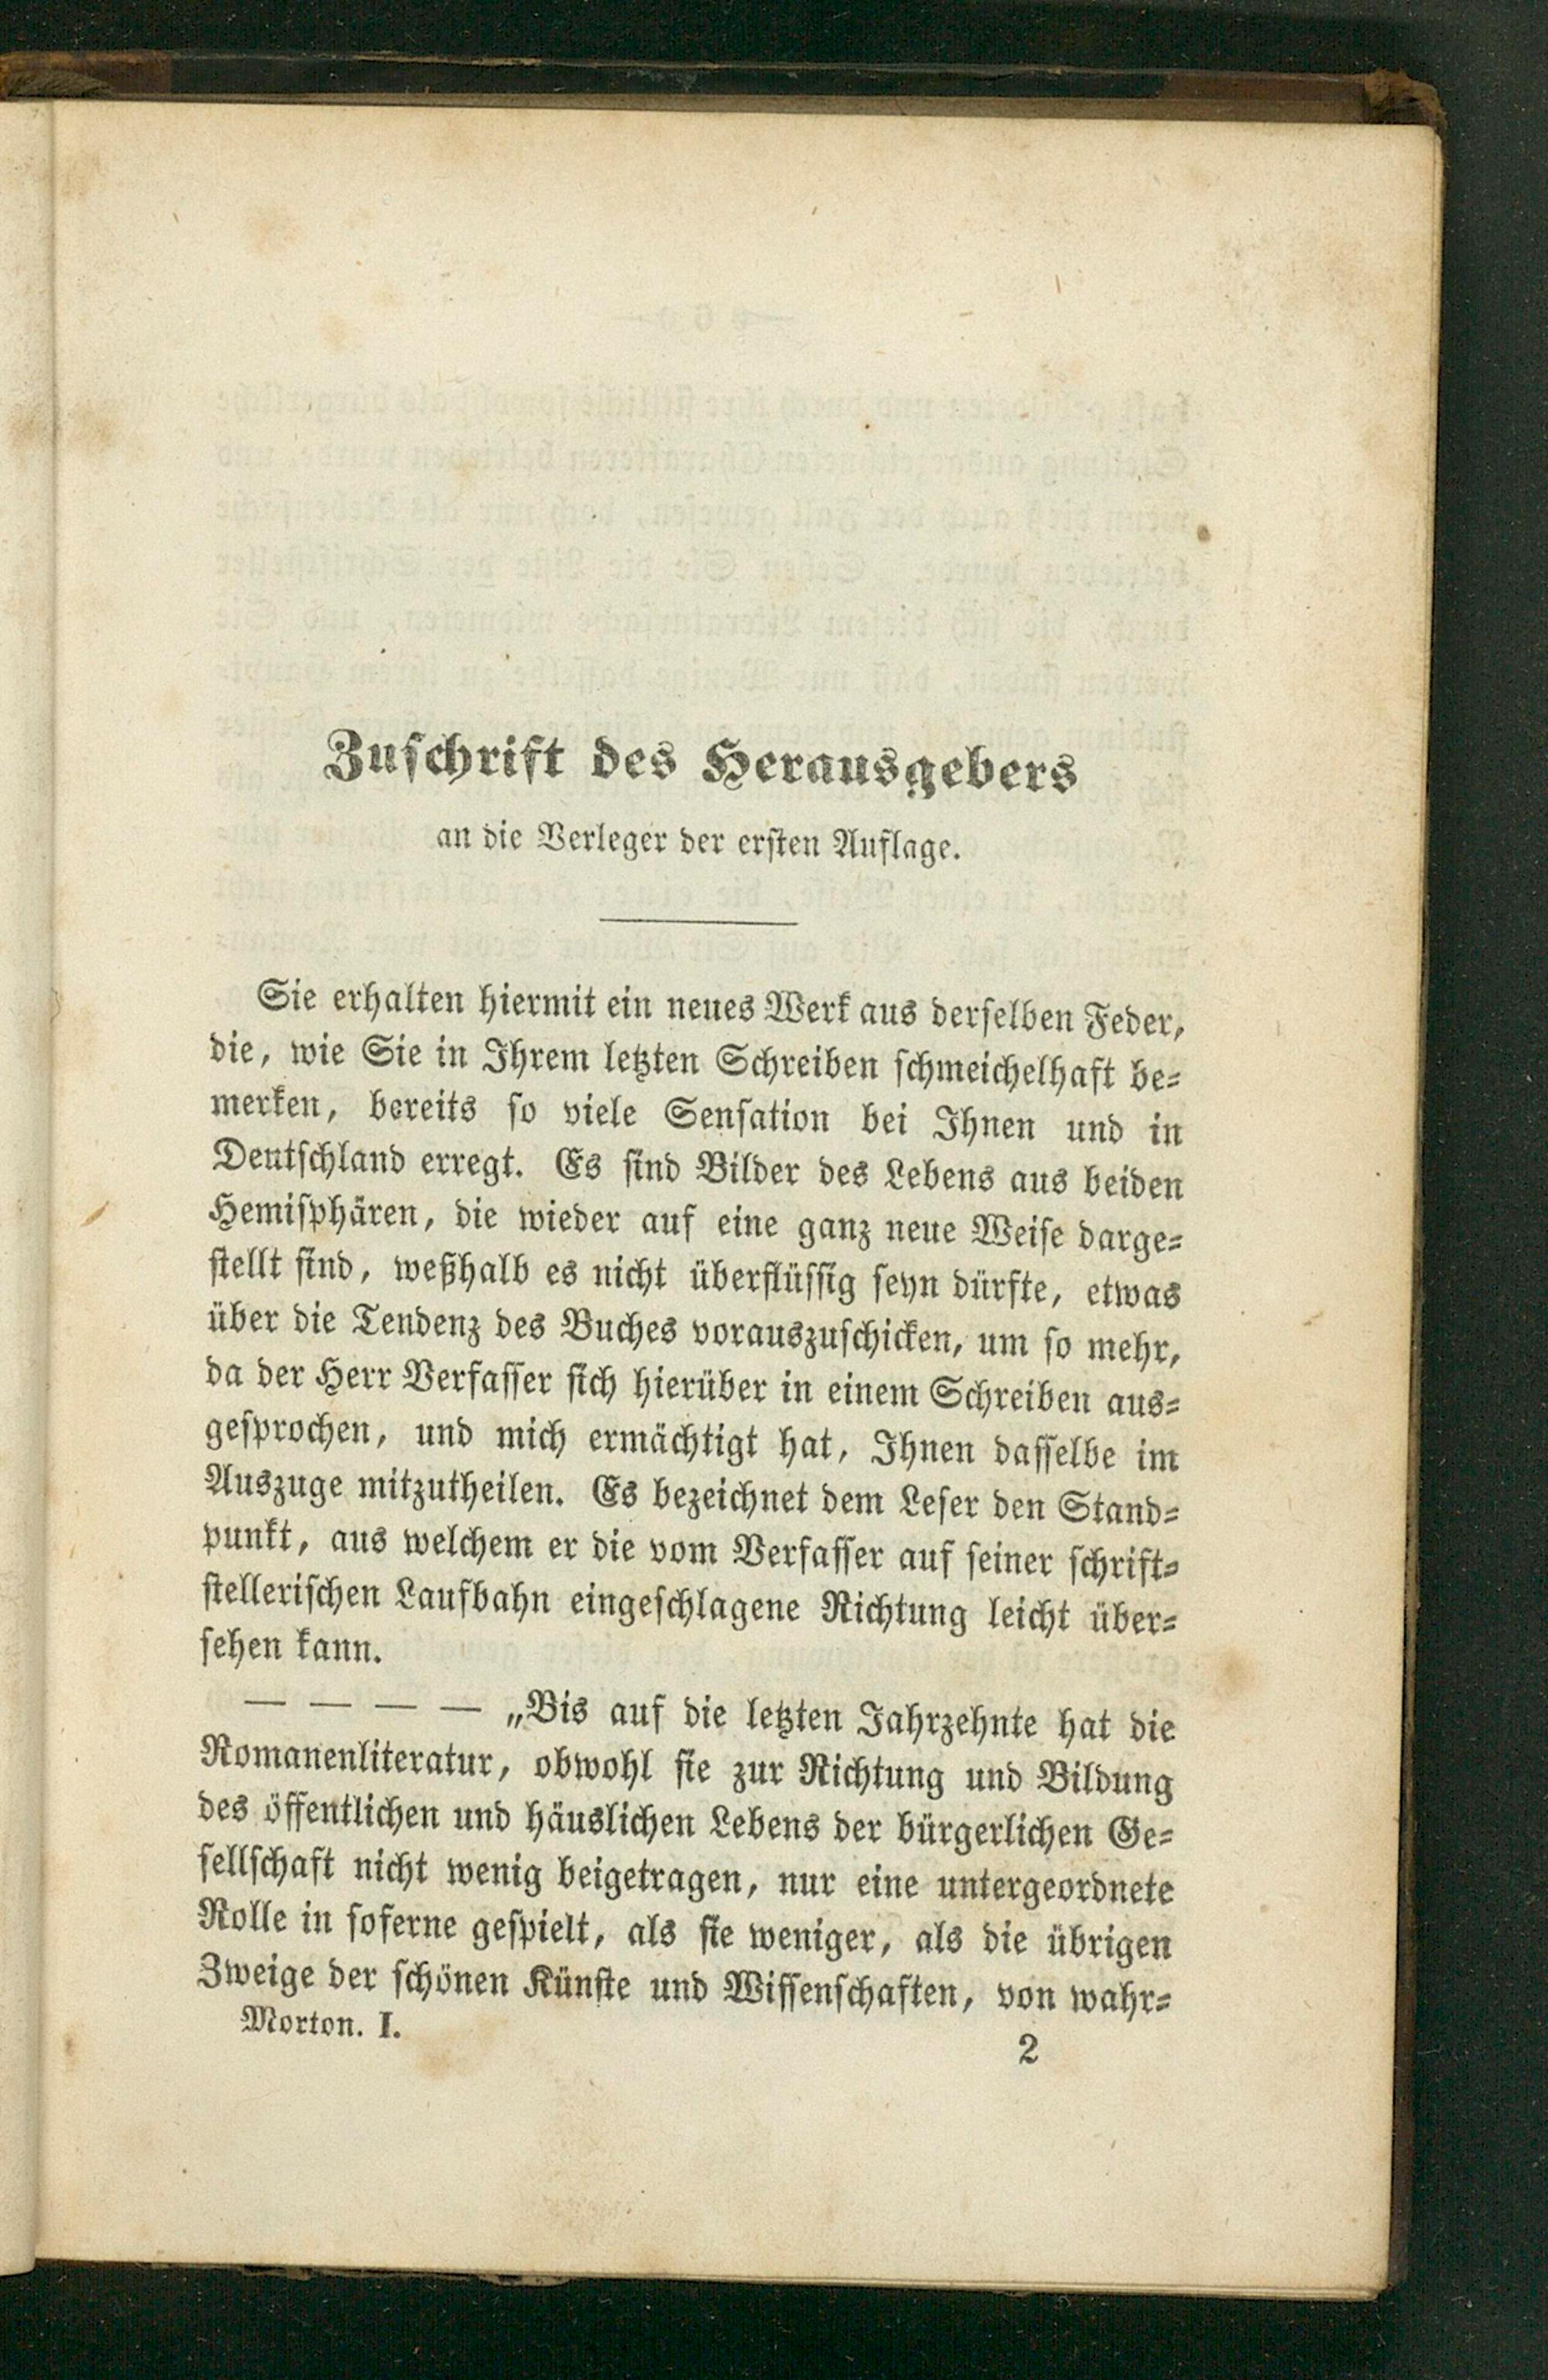 Zuschrift des Herausgebers
an die Verleger der ersten Auflage.
Sie erhalten hiermit ein neues Werk aus derselben Feder,
die, wie Sie in Ihrem letzten Schreiben schmeichelhaft be-
merken, bereits so viele Sensation bei Ihnen und in
Deutschland erregt. Es sind Bilder des Lebens aus beiden
Hemisphären, die wieder auf eine ganz neue Weise darge-
stellt sind, weßhalb es nicht überflüssig seyn dürfte, etwas
über die Tendenz des Buches vorauszuschicken, um so mehr,
da der Herr Verfasser sich hierüber in einem Schreiben aus-
gesprochen, und mich ermächtigt hat, Ihnen dasselbe im
Auszuge mitzutheilen. Es bezeichnet dem Leser den Stand-
punkt, aus welchem er die vom Verfasser auf seiner schrift-
stellerischen Laufbahn eingeschlagene Richtung leicht über-
sehen kann.
— — — — „Bis auf die letzten Jahrzehnte hat die
Romanenliteratur, obwohl sie zur Richtung und Bildung
des öffentlichen und häuslichen Lebens der bürgerlichen Ge-
sellschaft nicht wenig beigetragen, nur eine untergeordnete
Rolle in soferne gespielt, als sie weniger, als die übrigen
Zweige der schönen Künste und Wissenschaften, von wahr-
Morton. I.
2